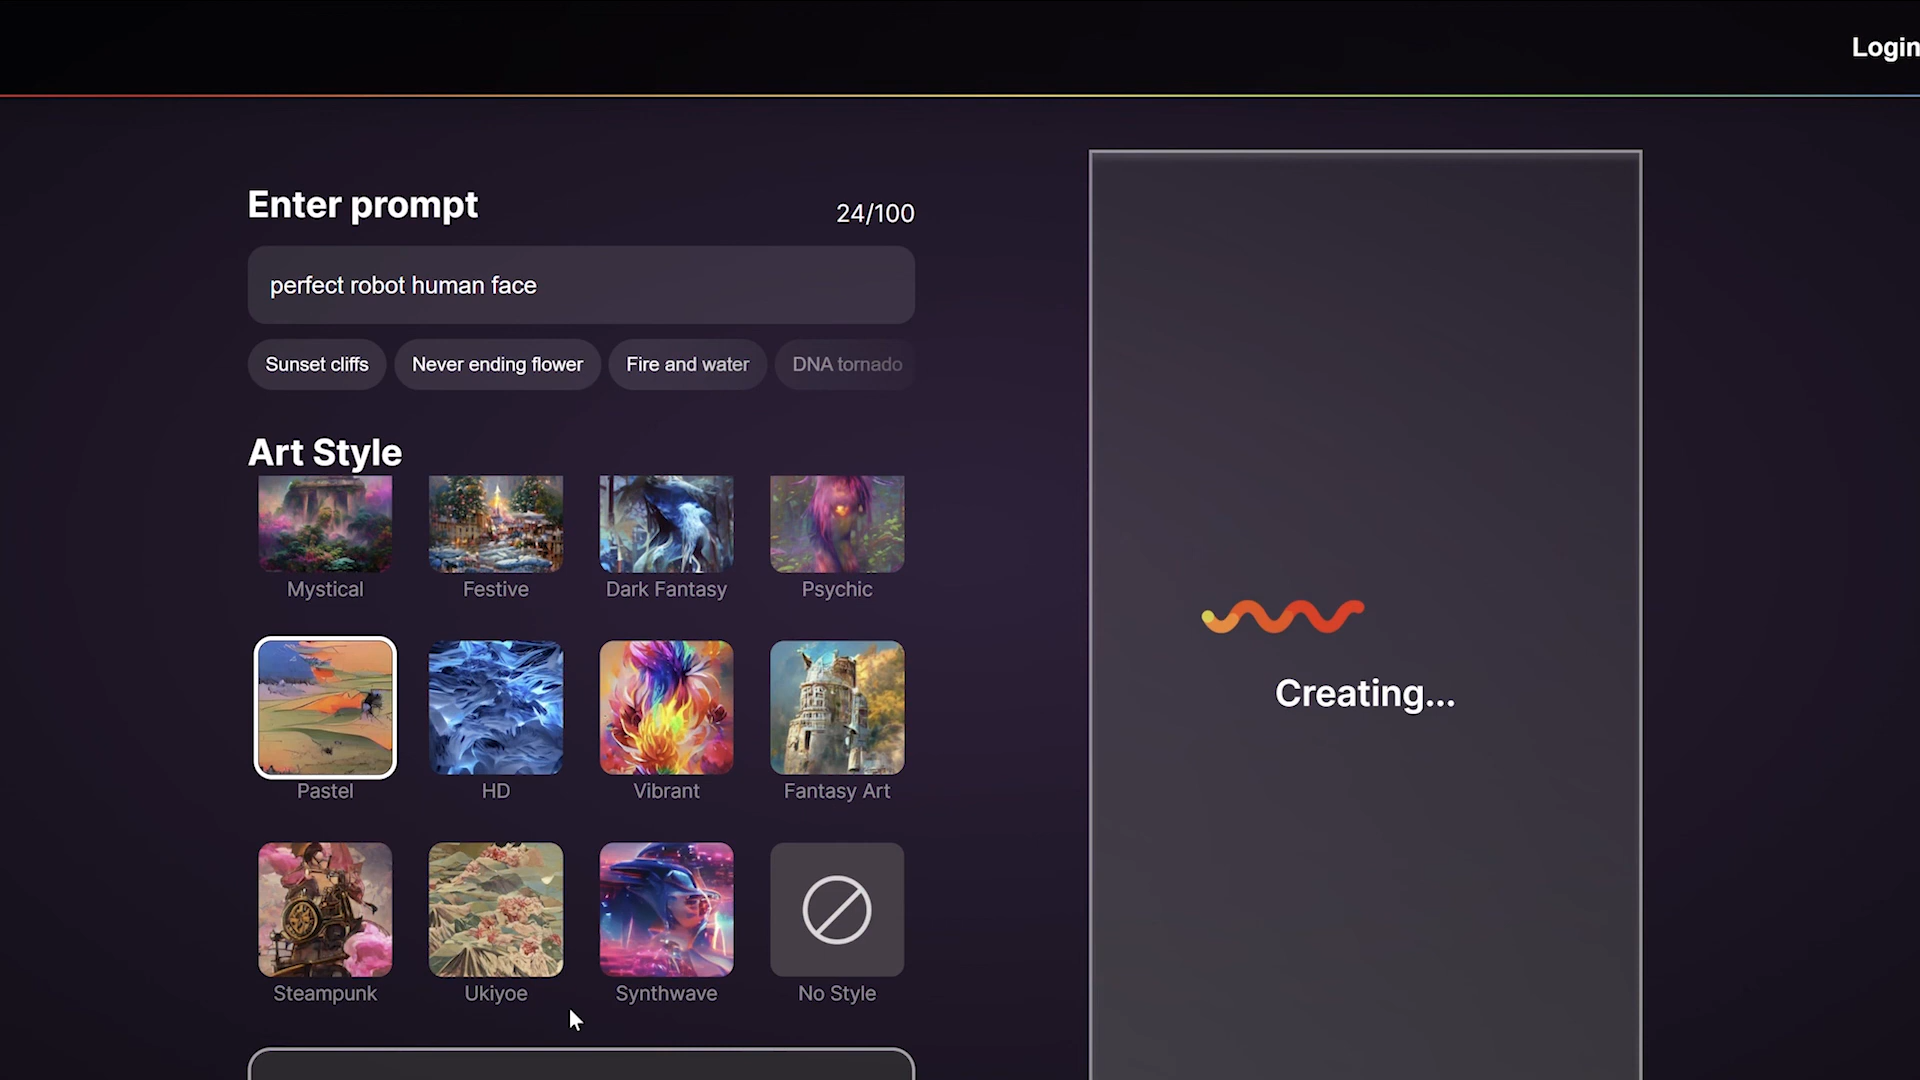 Login
Enter prompt
24/100
perfect robot human face
Sunset cliffs
Never ending flower
Fire and water
DNA tornado
Art Style
Mystical
Festive
Dark Fantasy
Psychic
Creating...
Pastel
HD
Vibrant
Fantasy Art
Steampunk
Ukiyoe
Synthwave
No Style